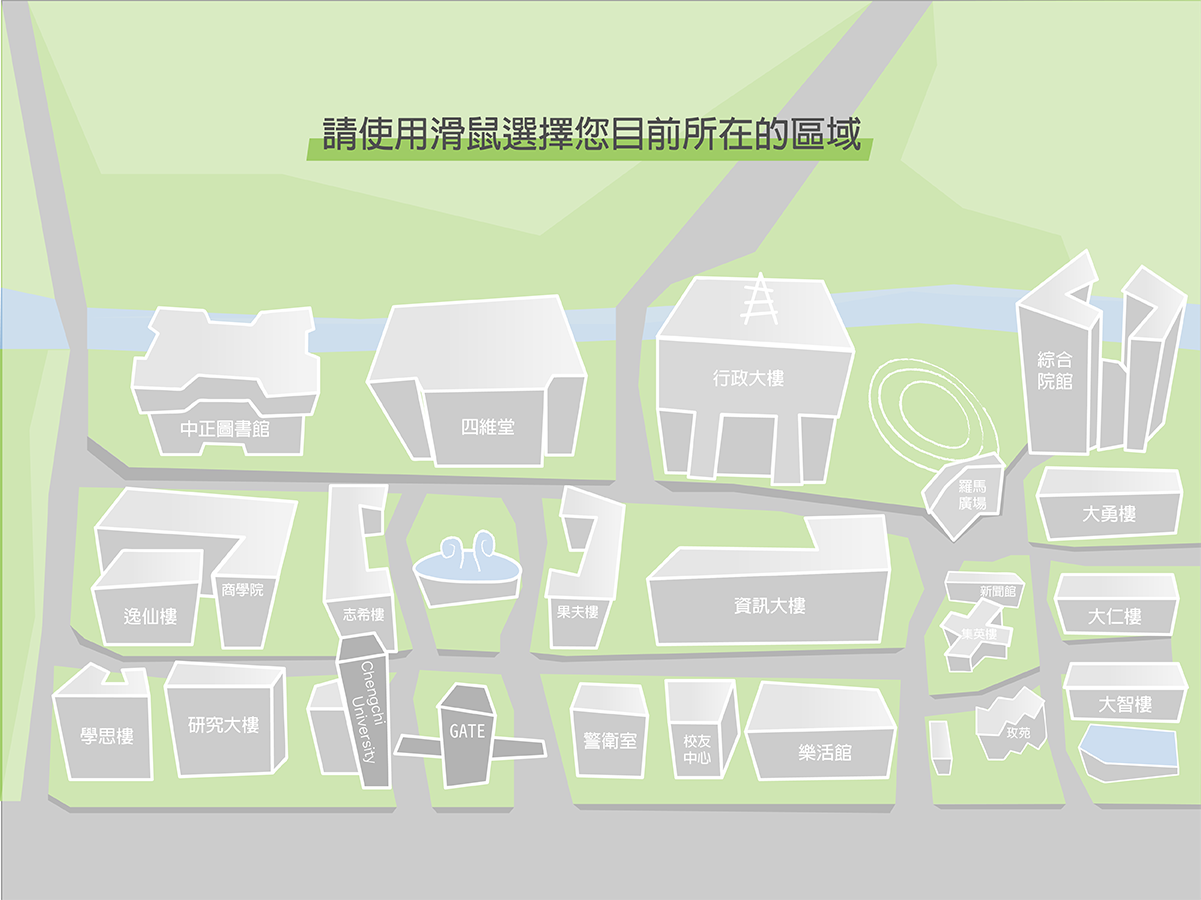 請使用滑鼠選擇您目前所在的區域
中正圖書館
四維堂
行政大樓
綜合
院館
羅馬
廣場
大勇樓
逸仙樓
商學院
志希樓
果夫樓
資訊大樓
新聞館
集英樓
大仁樓
學思樓
研究大樓
Chengchi
University
GATE
警衛室
校友
中心
樂活館
玫苑
大智樓